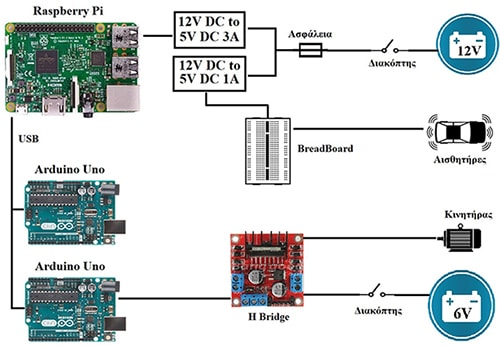 Raspberry Pi
12V DC to
5V DC 3A
Ασφάλεια
Διακόπτης
12V
12V DC to
5V DC 1A
USB
BreadBoard
Αισθητήρες
Arduino Uno
Κινητήρας
Arduino Uno
H Bridge
Διακόπτης
6V